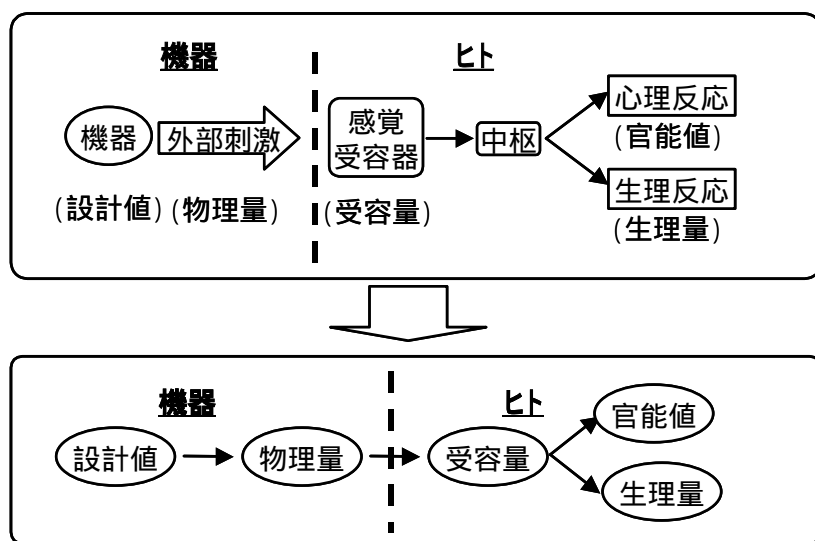 機器
ヒト
機器
外部刺激
感覚
受容器
中枢
心理反応
(官能値)
生理反応
(生理量)
(設計値)
(物理量)
(受容量)
機器
ヒト
設計値
物理量
受容量
官能値
生理量